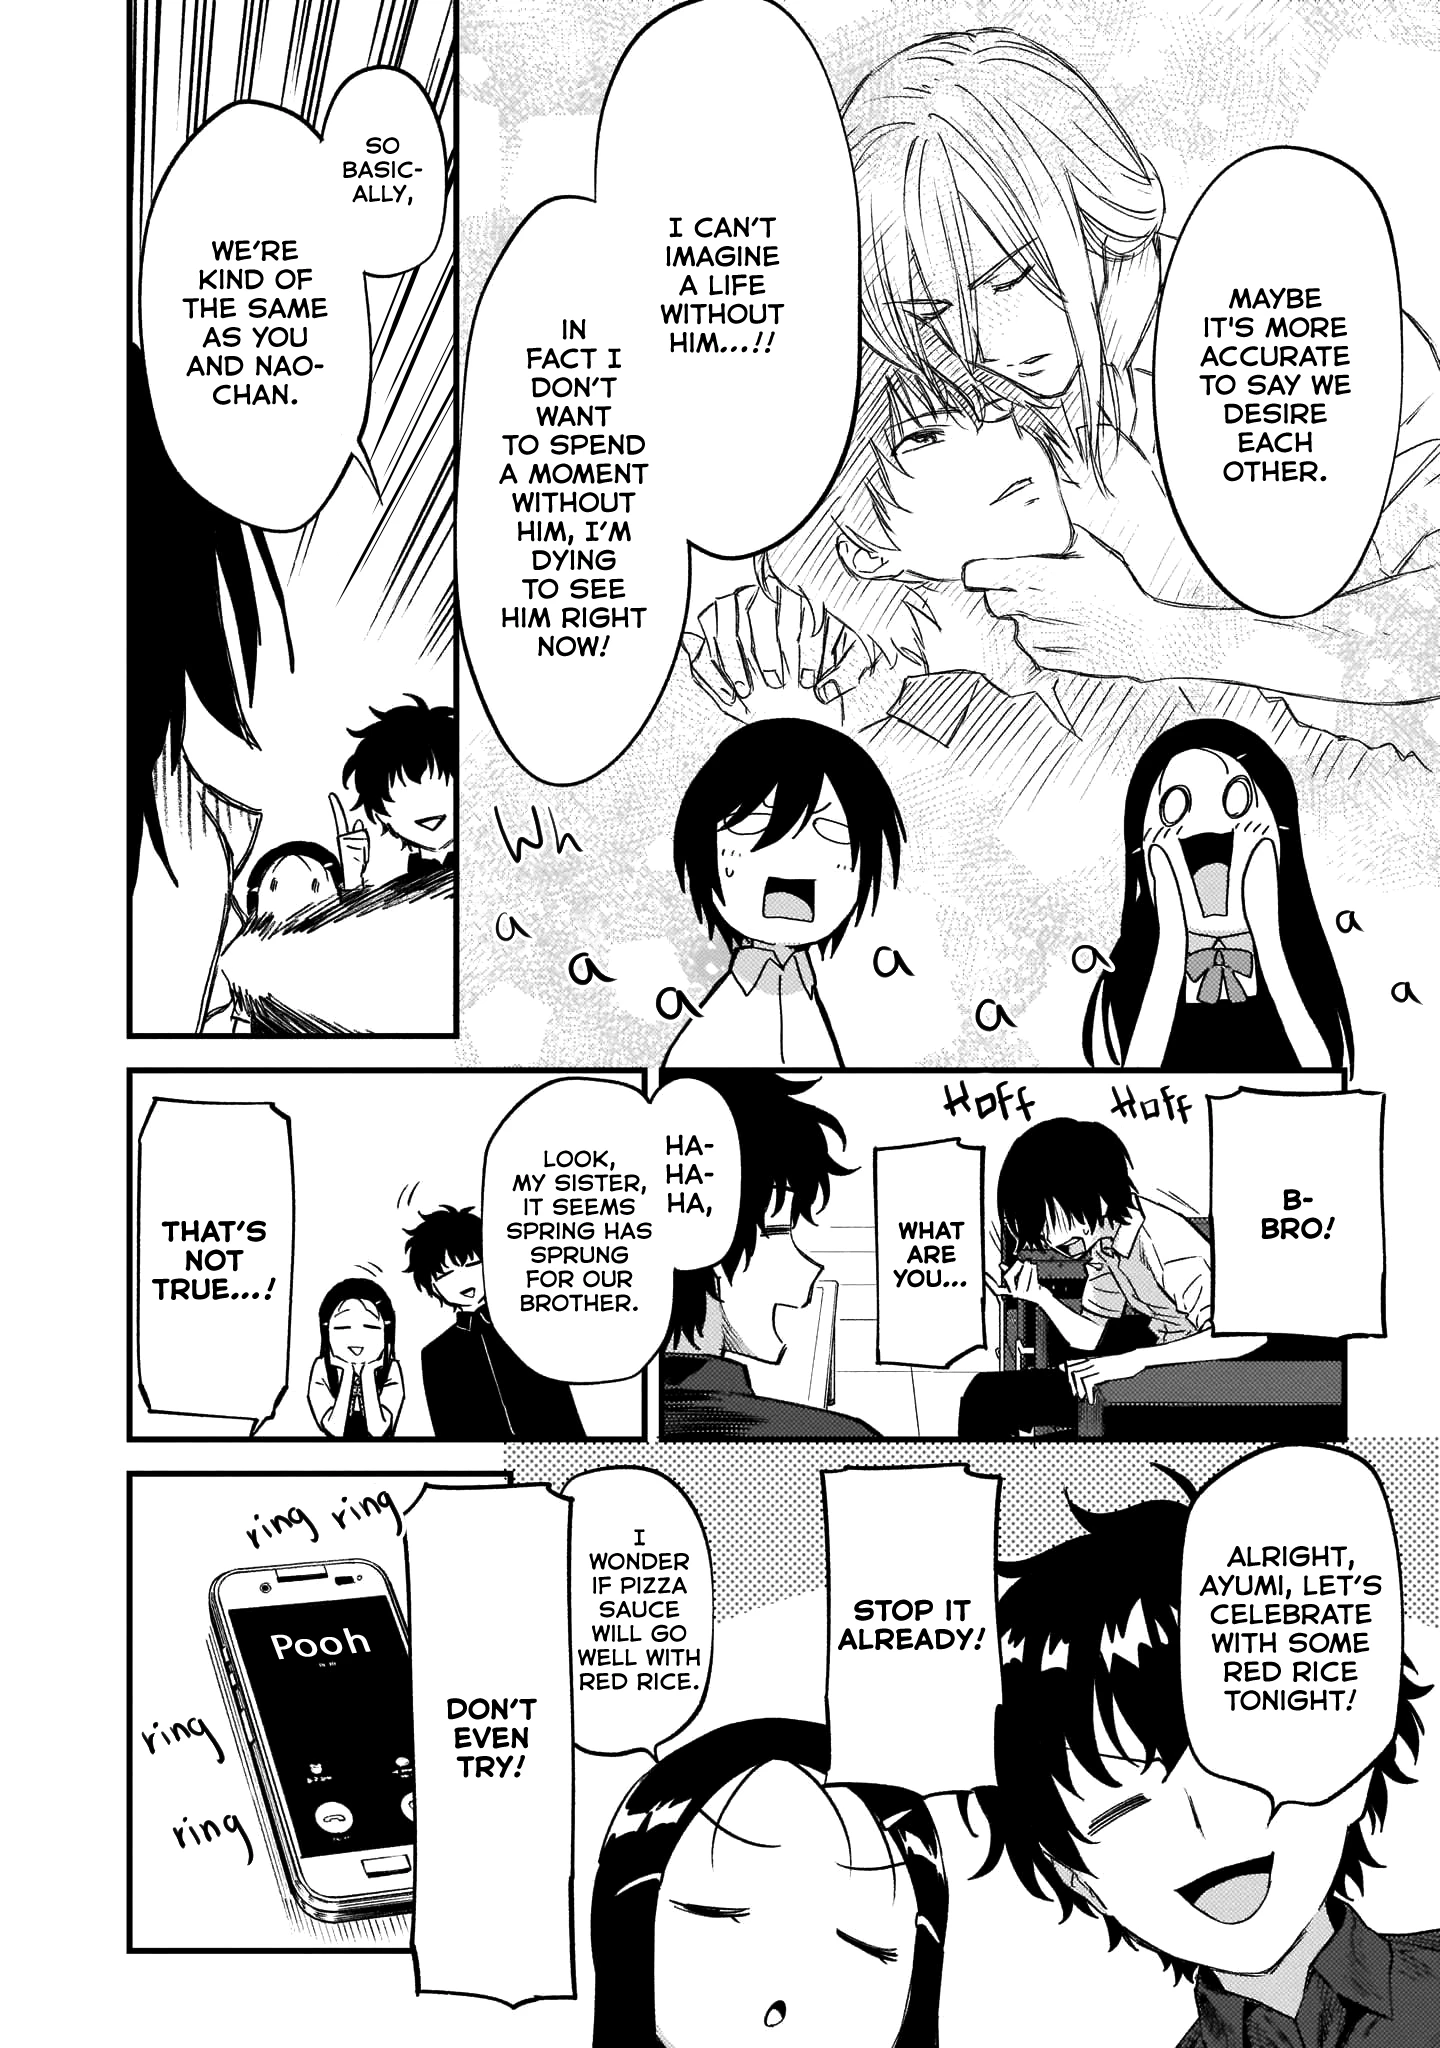 MAYBE
IT'S MORE
ACCURATE
TO SAY WE
DESIRE
EACH
OTHER.
I CAN'T
IMAGINE
A LIFE
WITHOUT
HIM...!!
IN
FACT I
DON'T
WANT
TO SPEND
A MOMENT
WITHOUT
HIM, I'M
DYING
TO SEE
HIM RIGHT
NOW!
Wh
a
a
a
a
a
a
a
a
SO
BASIC-
ALLY,
WE'RE
KIND OF
THE SAME
AS YOU
AND NAO-
CHAN.
B-
BRO!
Hoff
Hoff
WHAT
ARE
YOU...
HA-
HA-
HA,
LOOK,
MY SISTER,
IT SEEMS
SPRING HAS
SPRUNG
FOR OUR
BROTHER.
THAT'S
NOT
TRUE...!
ALRIGHT,
AYUMI, LET'S
CELEBRATE
WITH SOME
RED RICE
TONIGHT!
STOP IT
ALREADY!
I
WONDER
IF PIZZA
SAUCE
WILL GO
WELL WITH
RED RICE.
DON'T
EVEN
TRY!
ring ring
Pooh
ring
ring